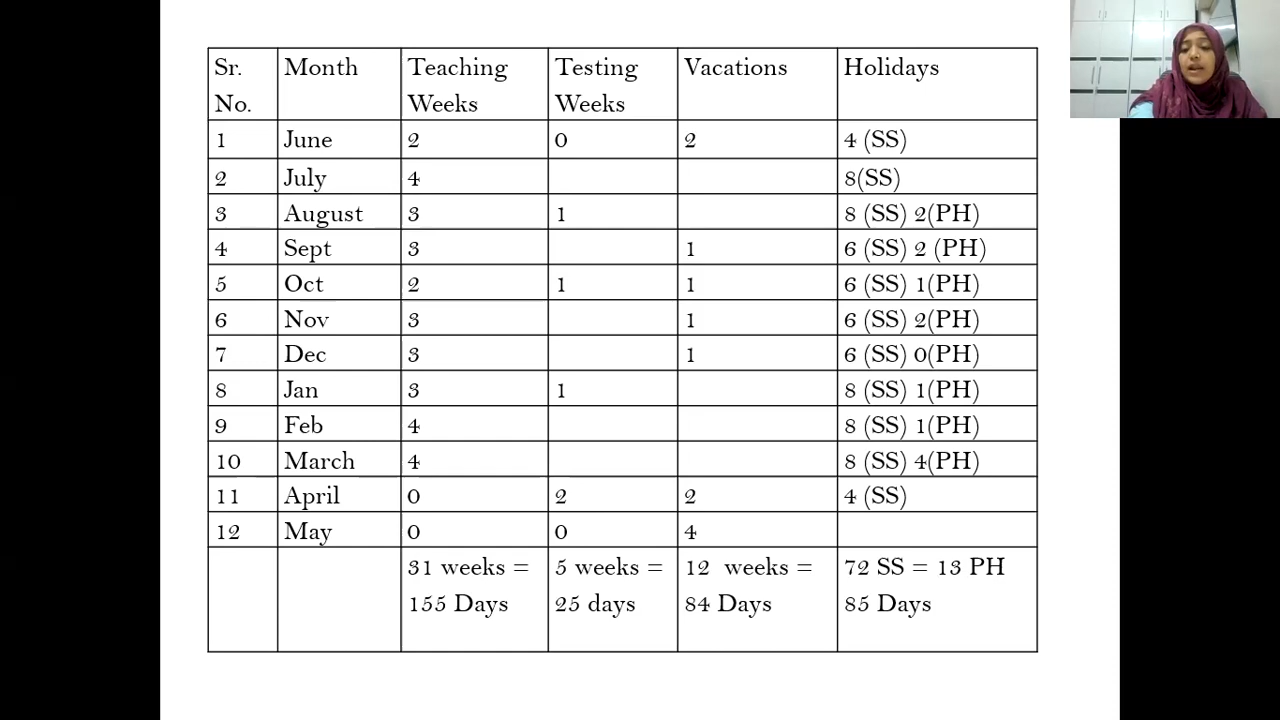 Sr. No. Month Teaching Weeks Testing Weeks Vacations Holidays
1 June 2 0 2 4 (SS)
2 July 4 8(SS)
3 August 3 1 8 (SS) 2(PH)
4 Sept 3 1 6 (SS) 2 (PH)
5 Oct 2 1 1 6 (SS) 1(PH)
6 Nov 3 1 6 (SS) 2(PH)
7 Dec 3 1 6 (SS) 0(PH)
8 Jan 3 1 8 (SS) 1(PH)
9 Feb 4 8 (SS) 1(PH)
10 March 4 8 (SS) 4(PH)
11 April 0 2 2 4 (SS)
12 May 0 0 4
31 weeks = 5 weeks = 12 weeks = 72 SS = 13 PH
155 Days 25 days 84 Days 85 Days